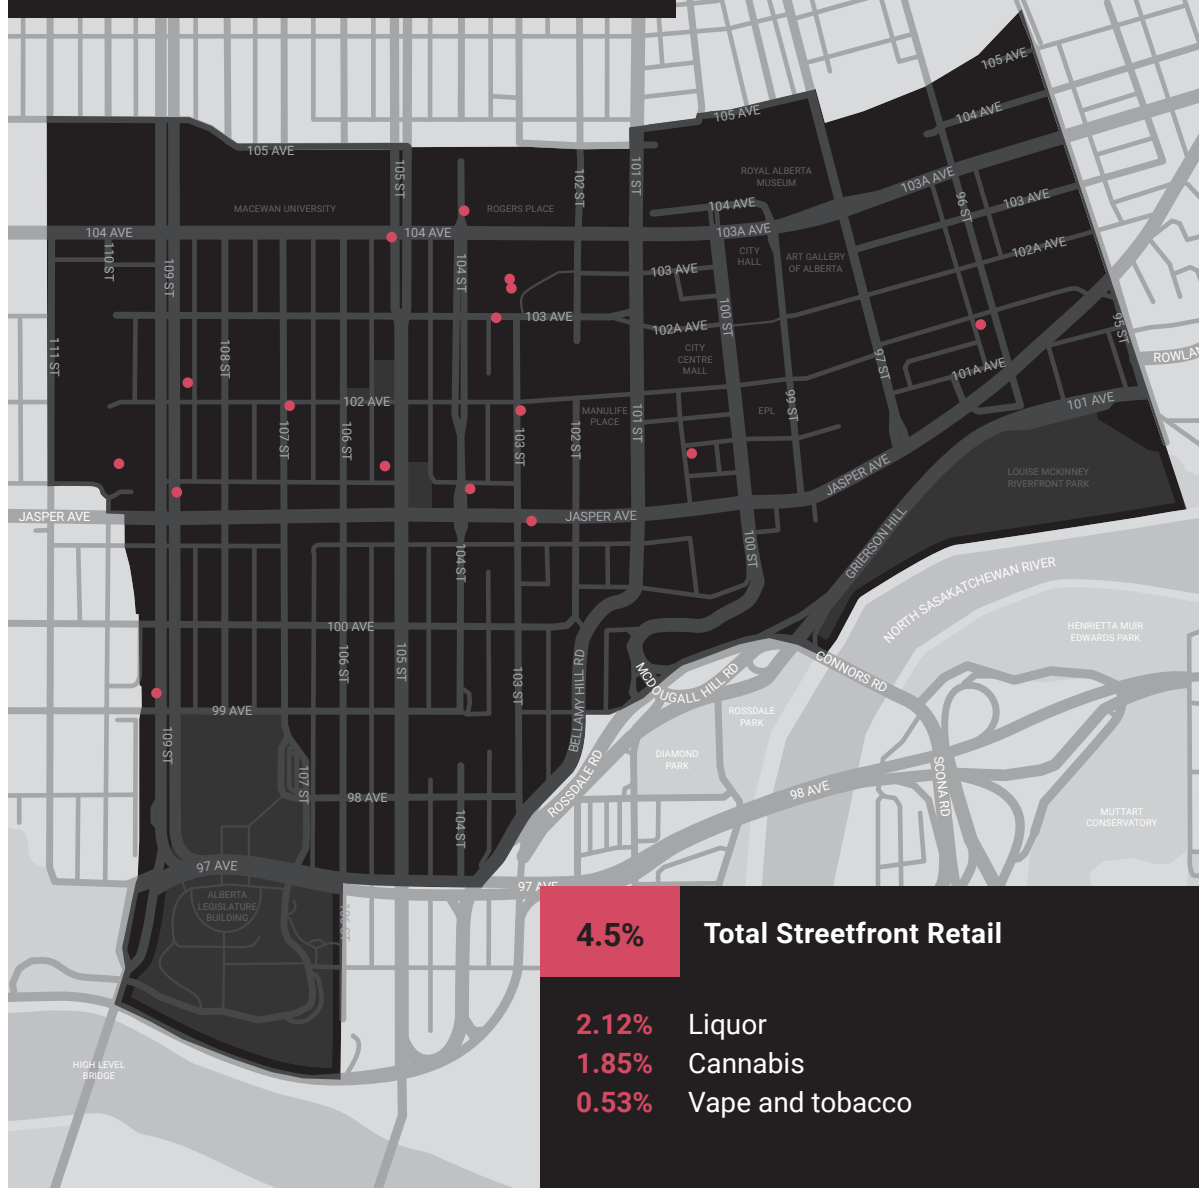 105 AVE
105 AVE
104 AVE
105 AVE
101 ST
102 ST
105 ST
ROYAL ALBERTA
MUSEUM
103A AVE
103 AVE
96 ST
MACEWAN UNIVERSITY
ROGERS PLACE
104 AVE
104 AVE
104 AVE
103A AVE
102A AVE
110 ST
109 ST
104 ST
CITY
HALL
ART GALLERY
OF ALBERTA
103 AVE
103 AVE
102A AVE
100 ST
95 ST
111 ST
108 ST
CITY
CENTRE
MALL
97 ST
101A AVE
ROWLAN
102 AVE
MANULIFE
PLACE
EPL
99 ST
101 AVE
107 ST
106 ST
103 ST
102 ST
101 ST
LOUISE MCKINNEY
RIVERFRONT PARK
JASPER AVE
JASPER AVE
JASPER AVE
104 ST
100 ST
GRIERSON HILL
NORTH SASAKATCHEWAN RIVER
HENRIETTA MUIR
EDWARDS PARK
100 AVE
106 ST
105 ST
103 ST
BELLAMY HILL RD
MCDOUGALL HILL RD
CONNORS RD
99 AVE
109 ST
ROSSDALE
PARK
DIAMOND
PARK
107 ST
98 AVE
104 ST
ROSSDALE RD
98 AVE
SCONA RD
MUTTART
CONSERVATORY
97 AVE
97 AVE
ALBERTA
LEGISLATURE
BUILDING
HIGH LEVEL
BRIDGE
4.5% Total Streetfront Retail
2.12% Liquor
1.85% Cannabis
0.53% Vape and tobacco